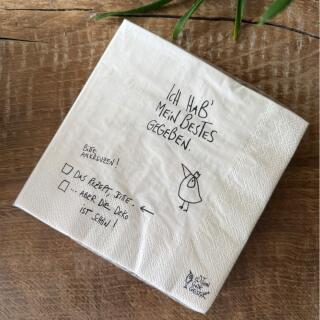 ICH HAB'
MEIN BESTES
GEGEBEN.
BITTE
ANKREUZEN!
DAS REZEPT, BITTE.
... ABER DIE DEKO
IST SCHÖN!